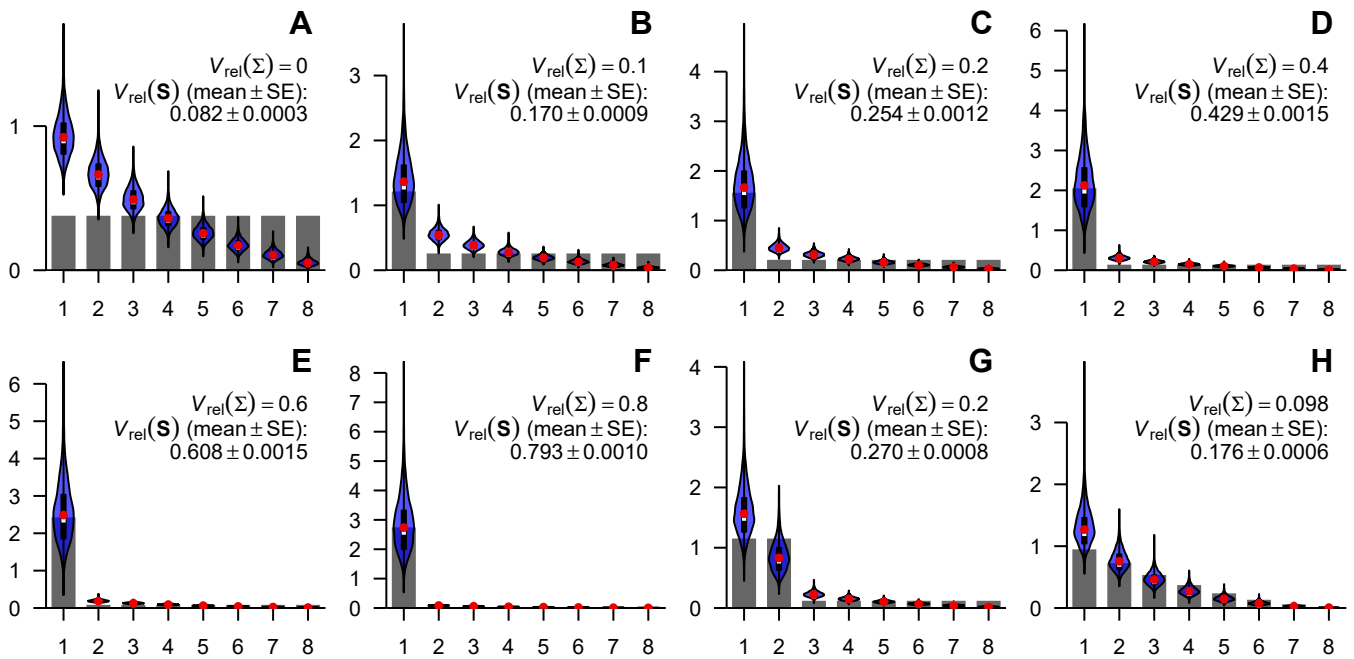 A
V_rel(Σ) = 0
V_rel(S) (mean ± SE):
0.082 ± 0.0003
1
0
1 2 3 4 5 6 7 8
B
V_rel(Σ) = 0.1
V_rel(S) (mean ± SE):
0.170 ± 0.0009
3
2
1
0
1 2 3 4 5 6 7 8
C
V_rel(Σ) = 0.2
V_rel(S) (mean ± SE):
0.254 ± 0.0012
4
3
2
1
0
1 2 3 4 5 6 7 8
D
V_rel(Σ) = 0.4
V_rel(S) (mean ± SE):
0.429 ± 0.0015
6
5
4
3
2
1
0
1 2 3 4 5 6 7 8
E
V_rel(Σ) = 0.6
V_rel(S) (mean ± SE):
0.608 ± 0.0015
6
5
4
3
2
1
0
1 2 3 4 5 6 7 8
F
V_rel(Σ) = 0.8
V_rel(S) (mean ± SE):
0.793 ± 0.0010
8
7
6
5
4
3
2
1
0
1 2 3 4 5 6 7 8
G
V_rel(Σ) = 0.2
V_rel(S) (mean ± SE):
0.270 ± 0.0008
4
3
2
1
0
1 2 3 4 5 6 7 8
H
V_rel(Σ) = 0.098
V_rel(S) (mean ± SE):
0.176 ± 0.0006
3
2
1
0
1 2 3 4 5 6 7 8